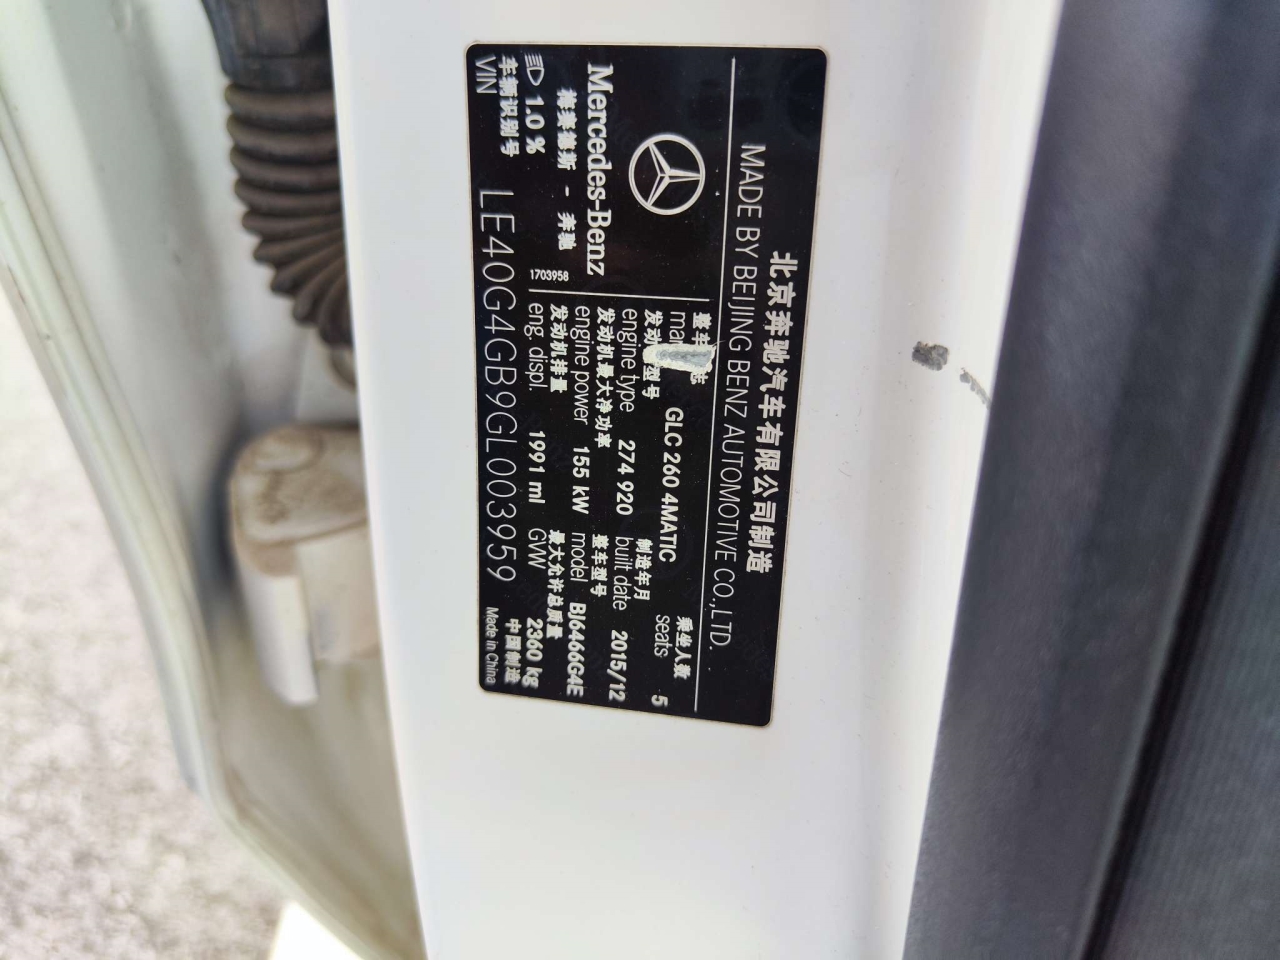 北京奔驰汽车有限公司制造
MADE BY BEIJING BENZ AUTOMOTIVE CO.,LTD.
Mercedes-Benz
梅赛德斯 - 奔驰
1703958
1.0 %
乘坐人数
seats 5
GLC 260 4MATIC
型号
engine type 274 920
制造年月
built date 2015/12
发动机最大净功率
engine power 155 kW
整车型号
model BJ6466G4E
发动机排量
eng. displ. 1991 ml
最大允许总质量
GVW 2360 kg
车辆识别号
VIN LE40G4GB9GL003959
中国制造
Made in China